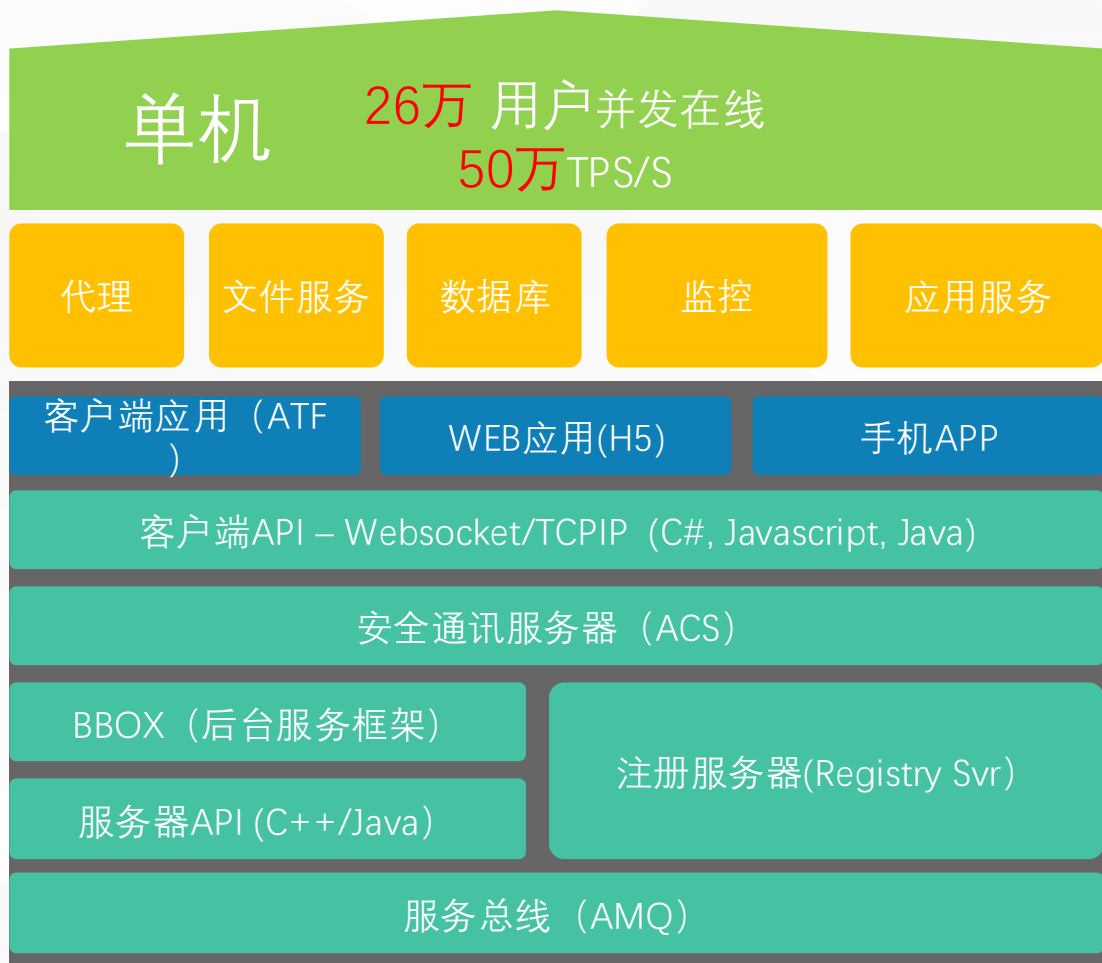 单机
26万 用户并发在线
50万TPS/S
代理
文件服务
数据库
监控
应用服务
客户端应用（ATF
）
WEB应用(H5)
手机APP
客户端API – Websocket/TCPIP (C#, Javascript, Java)
安全通讯服务器（ACS）
BBOX（后台服务框架）
注册服务器(Registry Svr）
服务器API (C++/Java）
服务总线（AMQ）